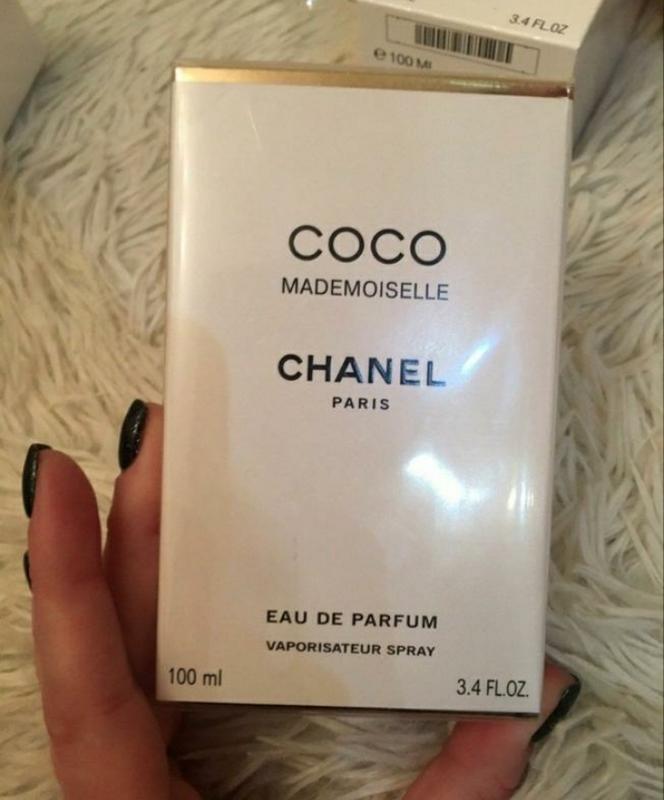 3.4 FL.OZ
℮ 100 Ml
COCO
MADEMOISELLE
CHANEL
PARIS
EAU DE PARFUM
VAPORISATEUR SPRAY
100 ml
3.4 FL.OZ.